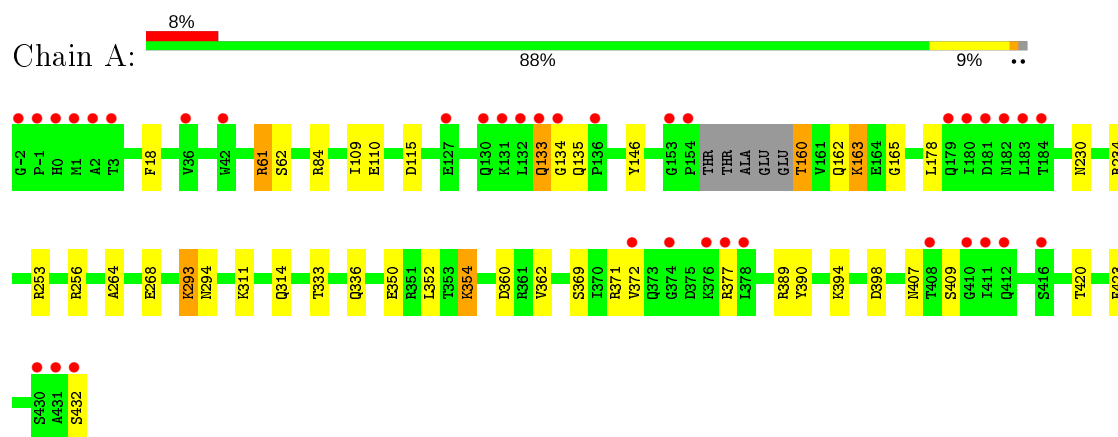 8%
Chain A:
88% 9%
G-2 P-1 H0 M1 A2 T3 F18 V36 W42 R61 S62 R84 I109 E110 D115 E127 Q130 K131 L132 Q133 G134 Q135 P136 Y146 G153 P154 THR THR ALA GLU GLU T160 V161 Q162 K163 E164 G165 L178 Q179 I180 D181 N182 L183 T184 N230
R253 R256 A264 E268 K293 N294 K311 Q314 T333 Q336 E350 R351 L352 T353 K354 D360 R361 V362 S369 I370 R371 V372 Q373 G374 D375 K376 R377 L378 R389 Y390 K394 D398 N407 T408 S409 G410 I411 Q412 S416 T420
S430 A431 S432